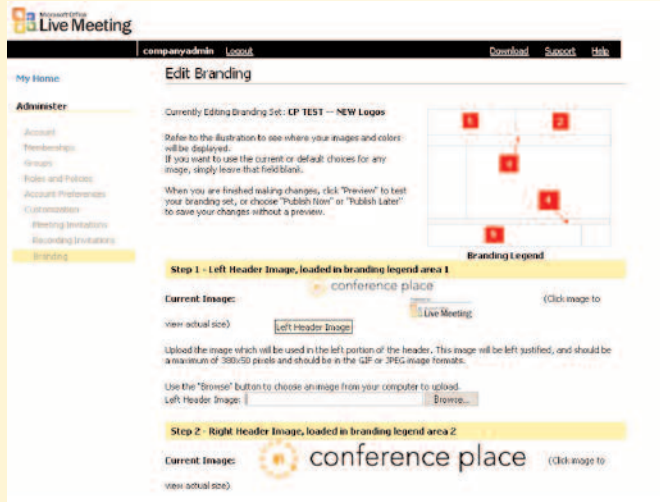 Microsoft Office
Live Meeting
companyadmin Logout Download Support Help
My Home
Edit Branding
Administer
Account
Memberships
Groups
Roles and Policies
Account Preferences
Customization
Meeting Invitations
Recording Invitations
Branding
Currently Editing Branding Set: CP TEST -- NEW Logos
Refer to the illustration to see where your images and colors
will be displayed.
If you want to use the current or default choices for any
image, simply leave that field blank.
When you are finished making changes, click "Preview" to test
your branding set, or choose "Publish Now" or "Publish Later"
to save your changes without a preview.
1 2
3
4
5
Branding Legend
Step 1 - Left Header Image, loaded in branding legend area 1
conference place
Current Image: Live Meeting (Click image to
view actual size) Left Header Image
Upload the image which will be used in the left portion of the header. This image will be left justified, and should be
a maximum of 380x50 pixels and should be in the GIF or JPEG image formats.
Use the "Browse" button to choose an image from your computer to upload.
Left Header Image: Browse...
Step 2 - Right Header Image, loaded in branding legend area 2
Current Image: conference place (Click image to
view actual size)